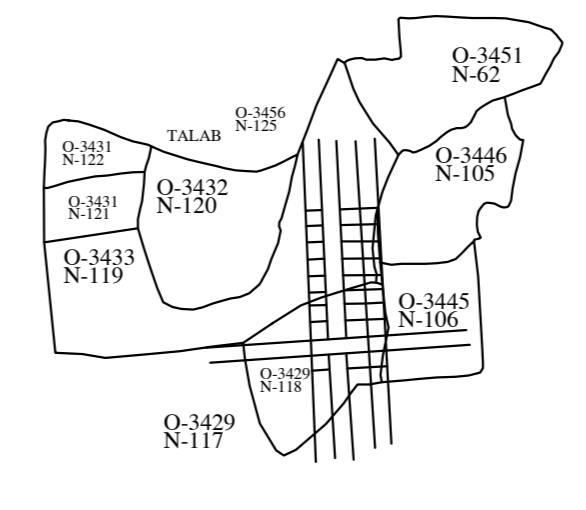 O-3451
N-62
O-3456
N-125
TALAB
O-3431
N-122
O-3446
N-105
O-3432
N-120
O-3431
N-121
O-3433
N-119
O-3445
N-106
O-3429
N-118
O-3429
N-117